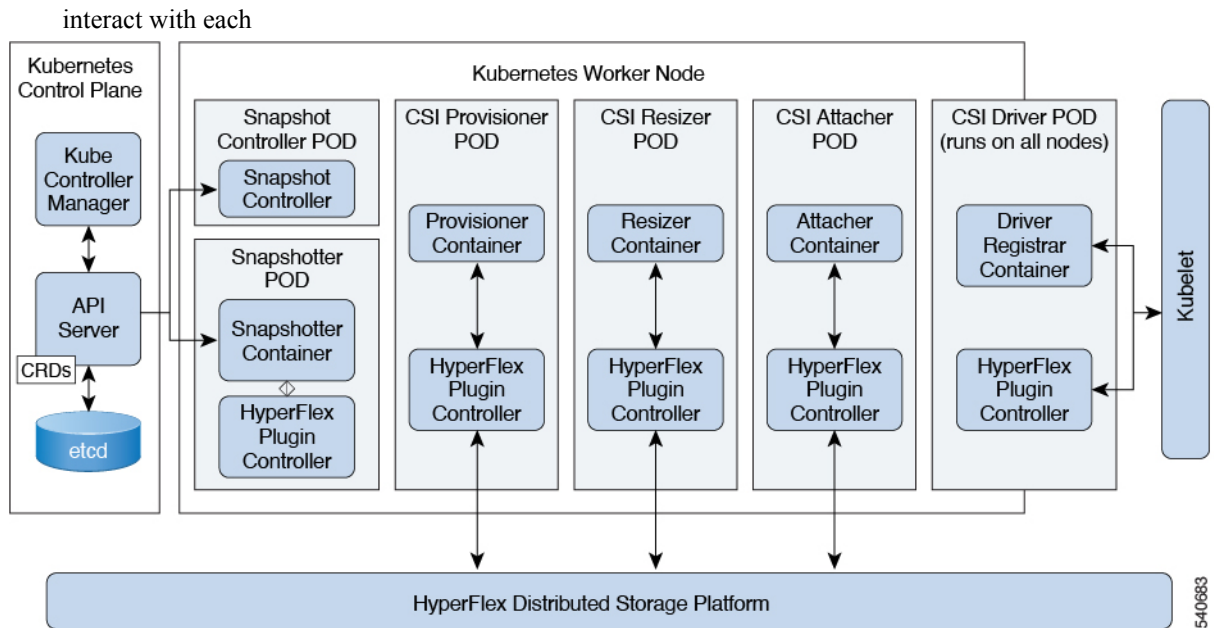 interact with each
Kubernetes
Control Plane
Kube
Controller
Manager
API
Server
CRDs
etcd
Kubernetes Worker Node
Snapshot
Controller POD
Snapshot
Controller
Snapshotter
POD
Snapshotter
Container
HyperFlex
Plugin
Controller
CSI Provisioner
POD
Provisioner
Container
HyperFlex
Plugin
Controller
CSI Resizer
POD
Resizer
Container
HyperFlex
Plugin
Controller
CSI Attacher
POD
Attacher
Container
HyperFlex
Plugin
Controller
CSI Driver POD
(runs on all nodes)
Driver
Registrar
Container
HyperFlex
Plugin
Controller
Kubelet
HyperFlex Distributed Storage Platform
540683